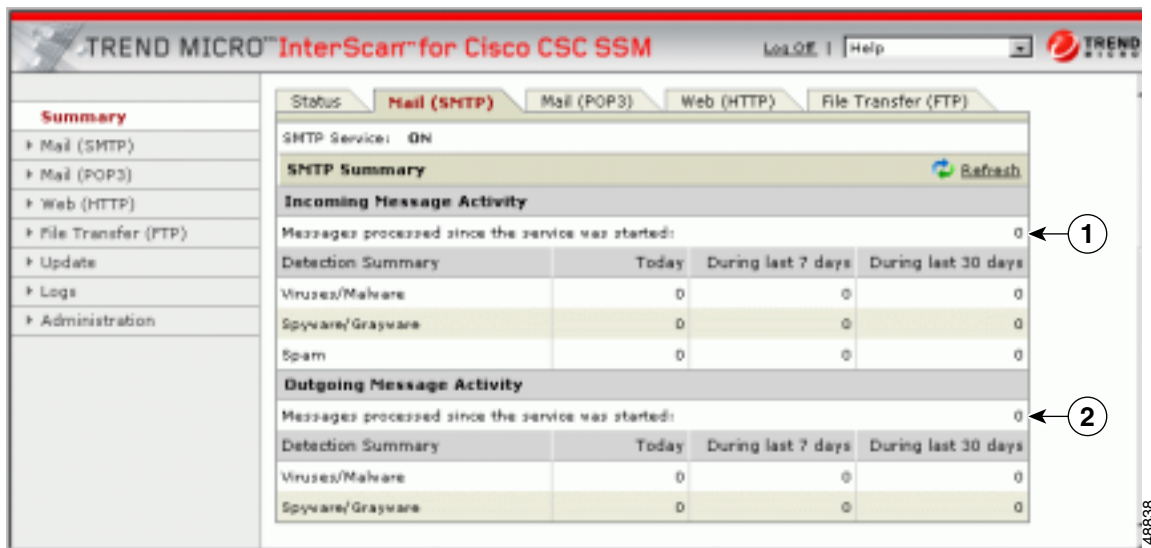 TREND MICRO™ InterScan™ for Cisco CSC SSM
Log Off | Help
TREND
MICRO
Summary
Mail (SMTP)
Mail (POP3)
Web (HTTP)
File Transfer (FTP)
Update
Logs
Administration
Status Mail (SMTP) Mail (POP3) Web (HTTP) File Transfer (FTP)
SMTP Service: ON
SMTP Summary Refresh
Incoming Message Activity
Messages processed since the service was started: 0 1
Detection Summary Today During last 7 days During last 30 days
Viruses/Malware 0 0 0
Spyware/Grayware 0 0 0
Spam 0 0 0
Outgoing Message Activity
Messages processed since the service was started: 0 2
Detection Summary Today During last 7 days During last 30 days
Viruses/Malware 0 0 0
Spyware/Grayware 0 0 0
48838